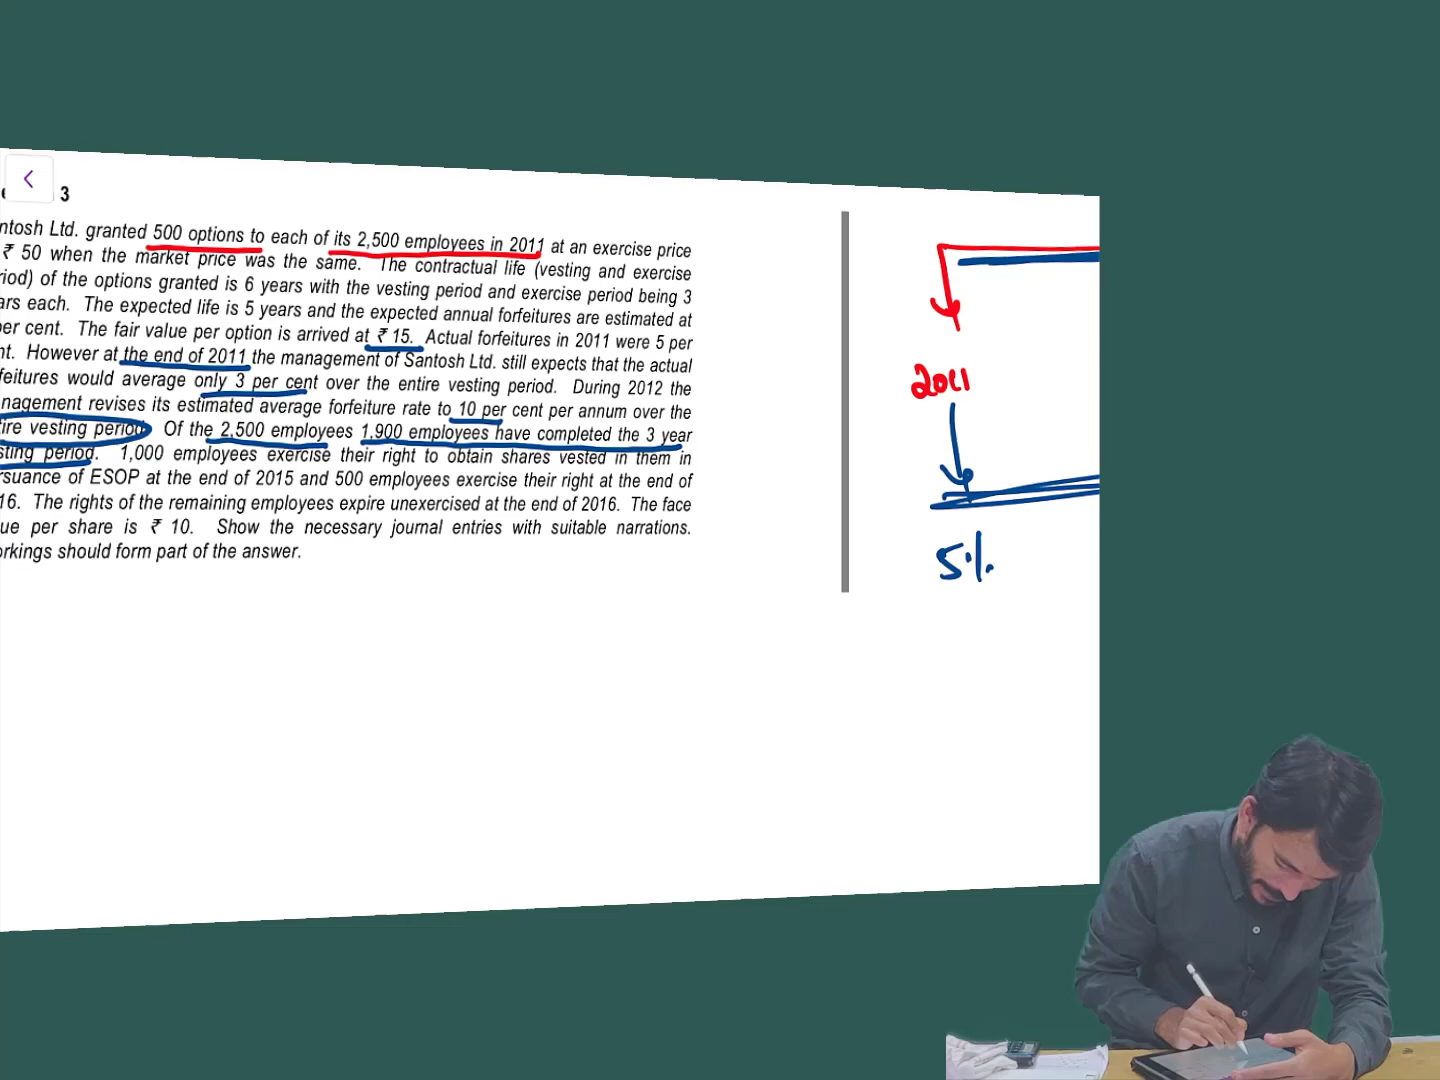 3
ntosh Ltd. granted 500 options to each of its 2,500 employees in 2011 at an exercise price
₹ 50 when the market price was the same. The contractual life (vesting and exercise
riod) of the options granted is 6 years with the vesting period and exercise period being 3
ars each. The expected life is 5 years and the expected annual forfeitures are estimated at
per cent. The fair value per option is arrived at ₹ 15. Actual forfeitures in 2011 were 5 per
nt. However at the end of 2011 the management of Santosh Ltd. still expects that the actual
feitures would average only 3 per cent over the entire vesting period. During 2012 the
nagement revises its estimated average forfeiture rate to 10 per cent per annum over the
ire vesting period. Of the 2,500 employees 1,900 employees have completed the 3 year
sting period. 1,000 employees exercise their right to obtain shares vested in them in
rsuance of ESOP at the end of 2015 and 500 employees exercise their right at the end of
16. The rights of the remaining employees expire unexercised at the end of 2016. The face
ue per share is ₹ 10. Show the necessary journal entries with suitable narrations.
orkings should form part of the answer.
2011
5%